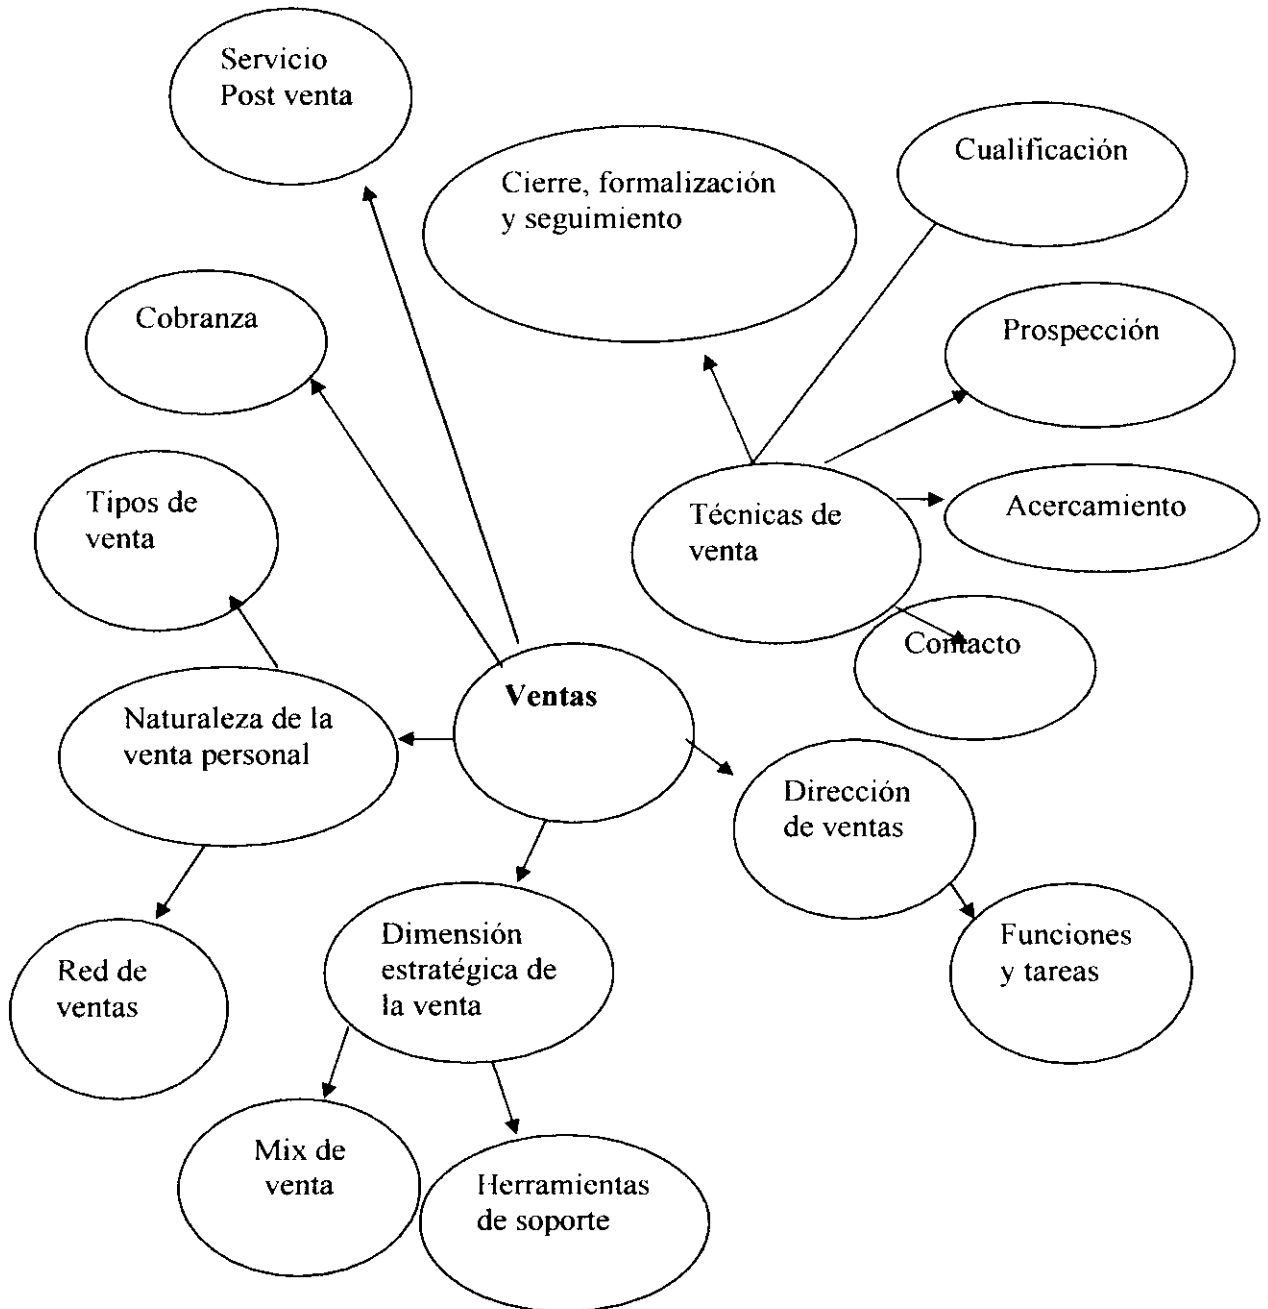 Servicio
Post venta
Cierre, formalización
y seguimiento
Cualificación
Cobranza
Prospección
Tipos de
venta
Técnicas de
venta
Acercamiento
Contacto
Ventas
Naturaleza de la
venta personal
Dirección
de ventas
Dimensión
estratégica de
la venta
Funciones
y tareas
Red de
ventas
Mix de
venta
Herramientas
de soporte